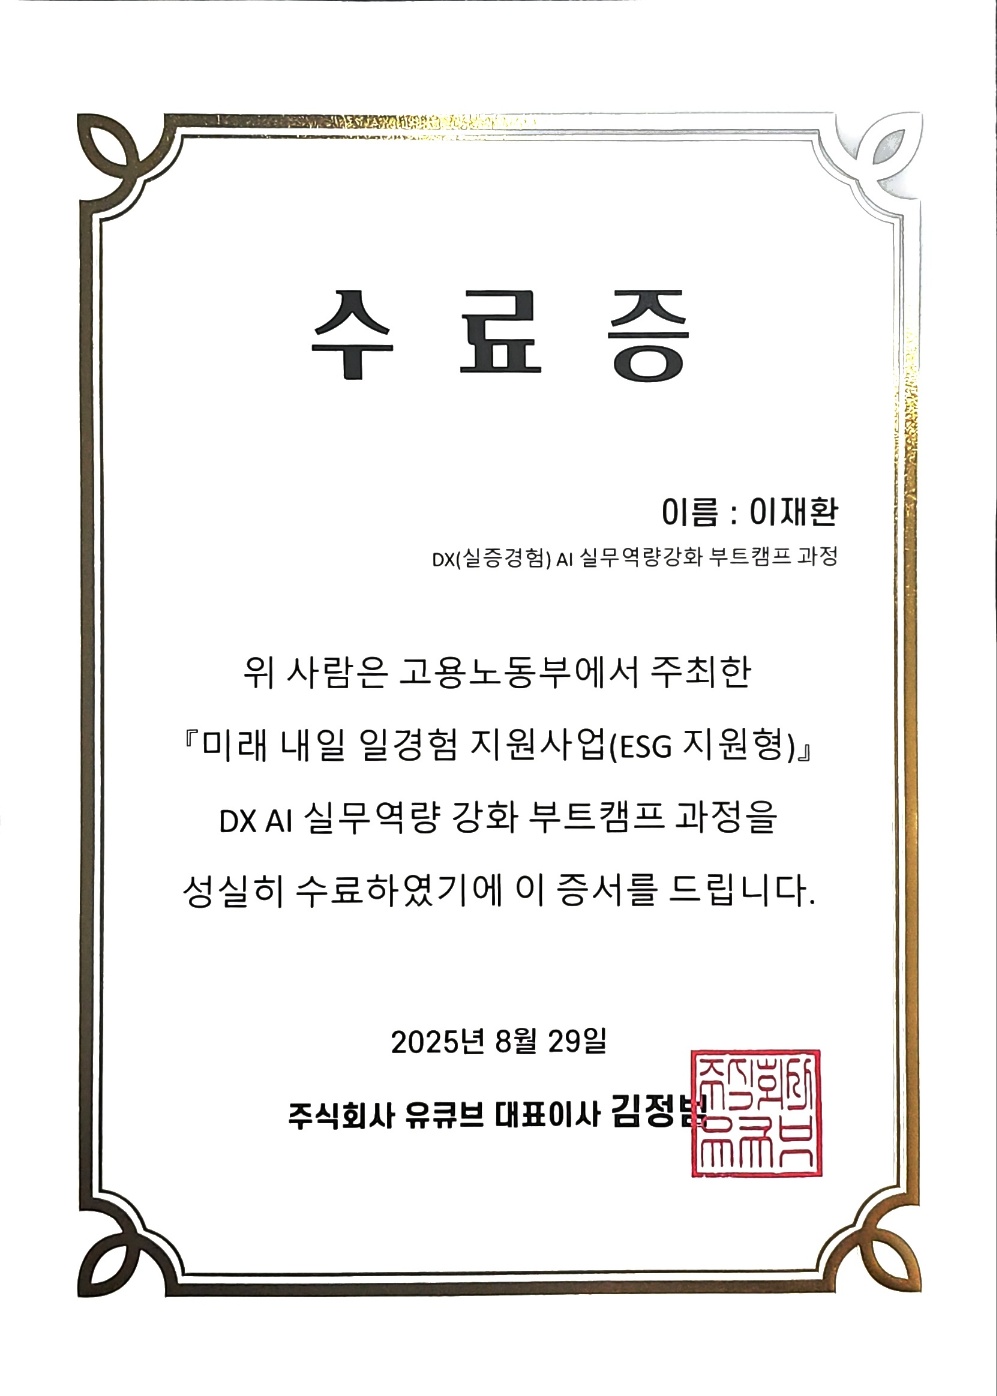 수 료 증
이름 : 이재환
DX(실증경험) AI 실무역량강화 부트캠프 과정
위 사람은 고용노동부에서 주최한
『미래 내일 일경험 지원사업(ESG 지원형)』
DX AI 실무역량 강화 부트캠프 과정을
성실히 수료하였기에 이 증서를 드립니다.
2025년 8월 29일
주식회사 유큐브 대표이사 김정범
주식회사
유큐브